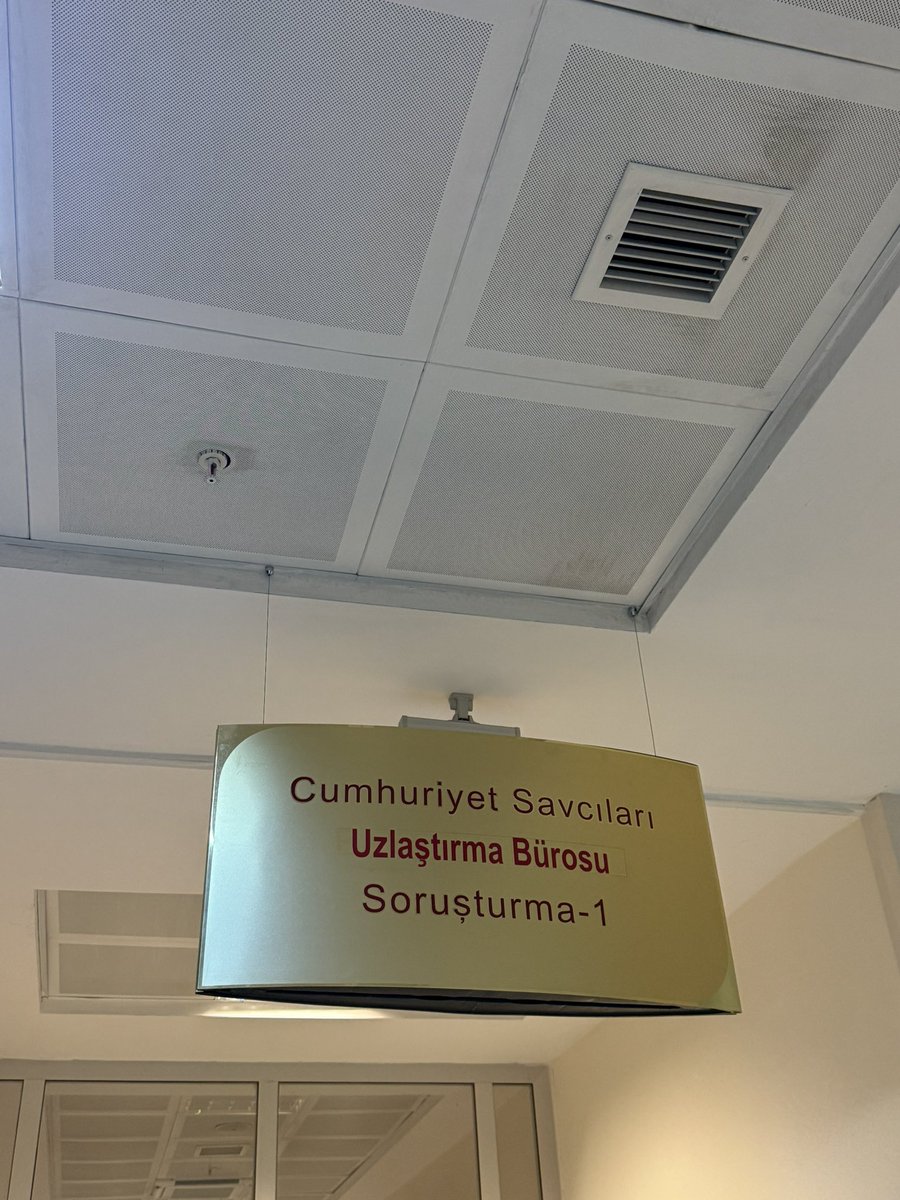 Cumhuriyet Savcıları
Uzlaştırma Bürosu
Soruşturma-1